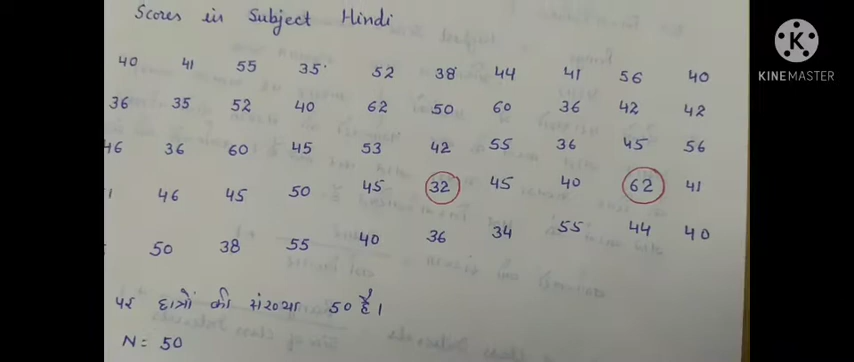 Scores in Subject Hindi
40 41 55 35 52 38 44 41 56 40
36 35 52 40 62 50 60 36 42 42
46 36 60 45 53 42 55 36 45 56
46 45 50 45 32 45 40 62 41
50 38 55 40 36 34 55 44 40
पर छात्रों की संख्या 50 है।
N = 50
K
KINEMASTER